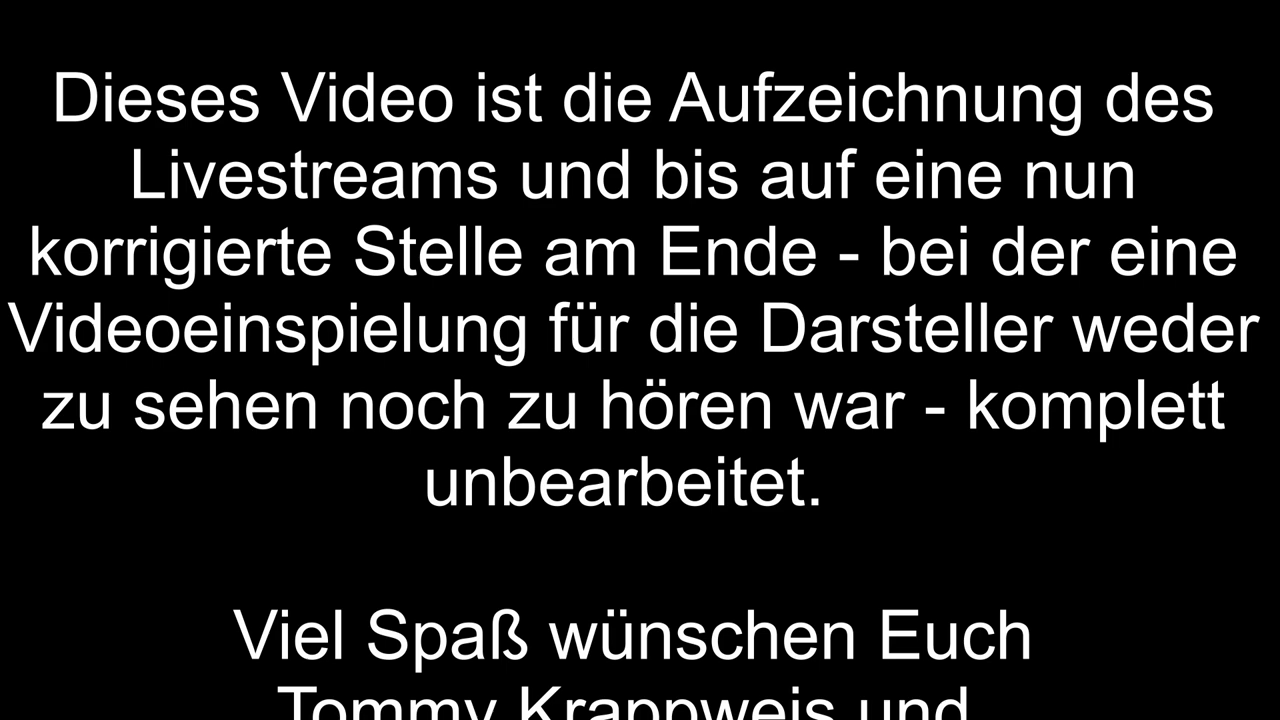 Dieses Video ist die Aufzeichnung des
Livestreams und bis auf eine nun
korrigierte Stelle am Ende - bei der eine
Videoeinspielung für die Darsteller weder
zu sehen noch zu hören war - komplett
unbearbeitet.
Viel Spaß wünschen Euch
Tommy Krappweis und